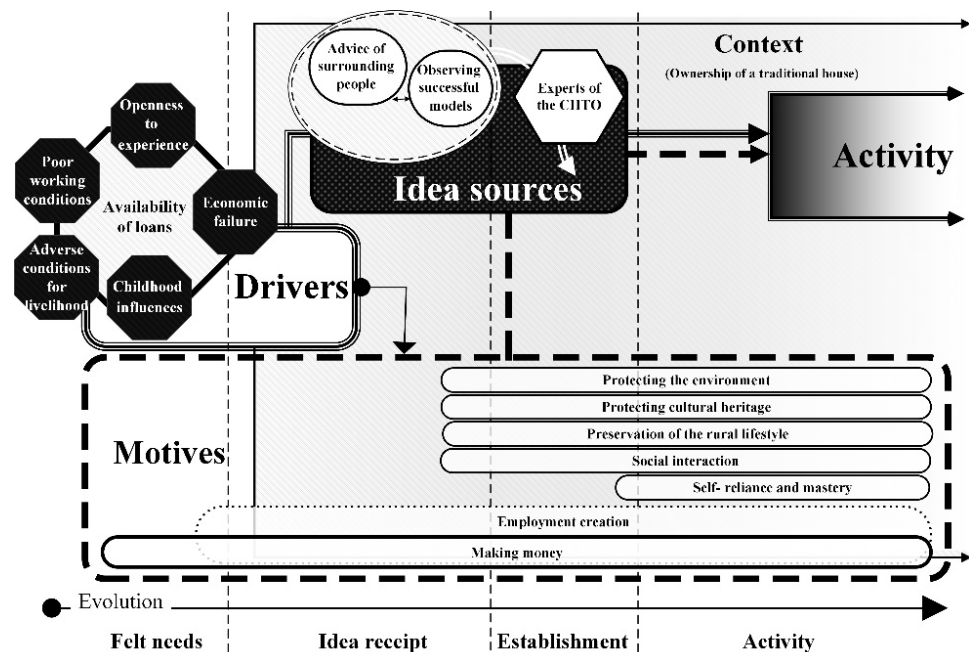 Context
(Ownership of a traditional house)
Advice of
surrounding
people
Observing
successful
models
Experts of
the CHTO
Idea sources
Activity
Openness to
experience
Poor
working
conditions
Availability
of loans
Economic
failure
Adverse
conditions
for
livelihood
Childhood
influences
Drivers
Motives
Protecting the environment
Protecting cultural heritage
Preservation of the rural lifestyle
Social interaction
Self- reliance and mastery
Employment creation
Making money
Evolution
Felt needs
Idea receipt
Establishment
Activity